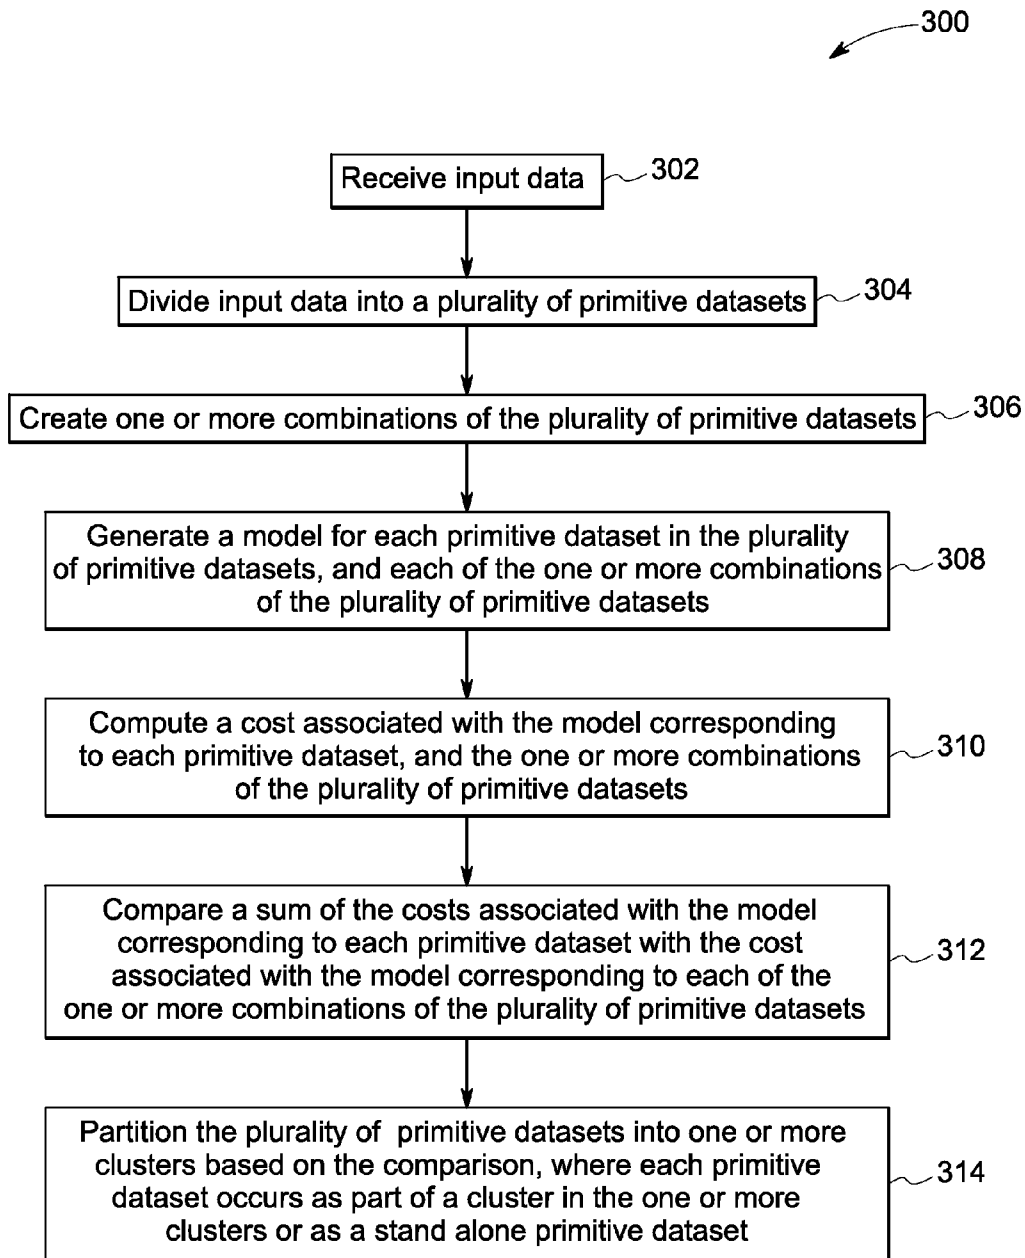 300
Receive input data
302
Divide input data into a plurality of primitive datasets
304
Create one or more combinations of the plurality of primitive datasets
306
Generate a model for each primitive dataset in the plurality
of primitive datasets, and each of the one or more combinations
of the plurality of primitive datasets
308
Compute a cost associated with the model corresponding
to each primitive dataset, and the one or more combinations
of the plurality of primitive datasets
310
Compare a sum of the costs associated with the model
corresponding to each primitive dataset with the cost
associated with the model corresponding to each of the
one or more combinations of the plurality of primitive datasets
312
Partition the plurality of primitive datasets into one or more
clusters based on the comparison, where each primitive
dataset occurs as part of a cluster in the one or more
clusters or as a stand alone primitive dataset
314